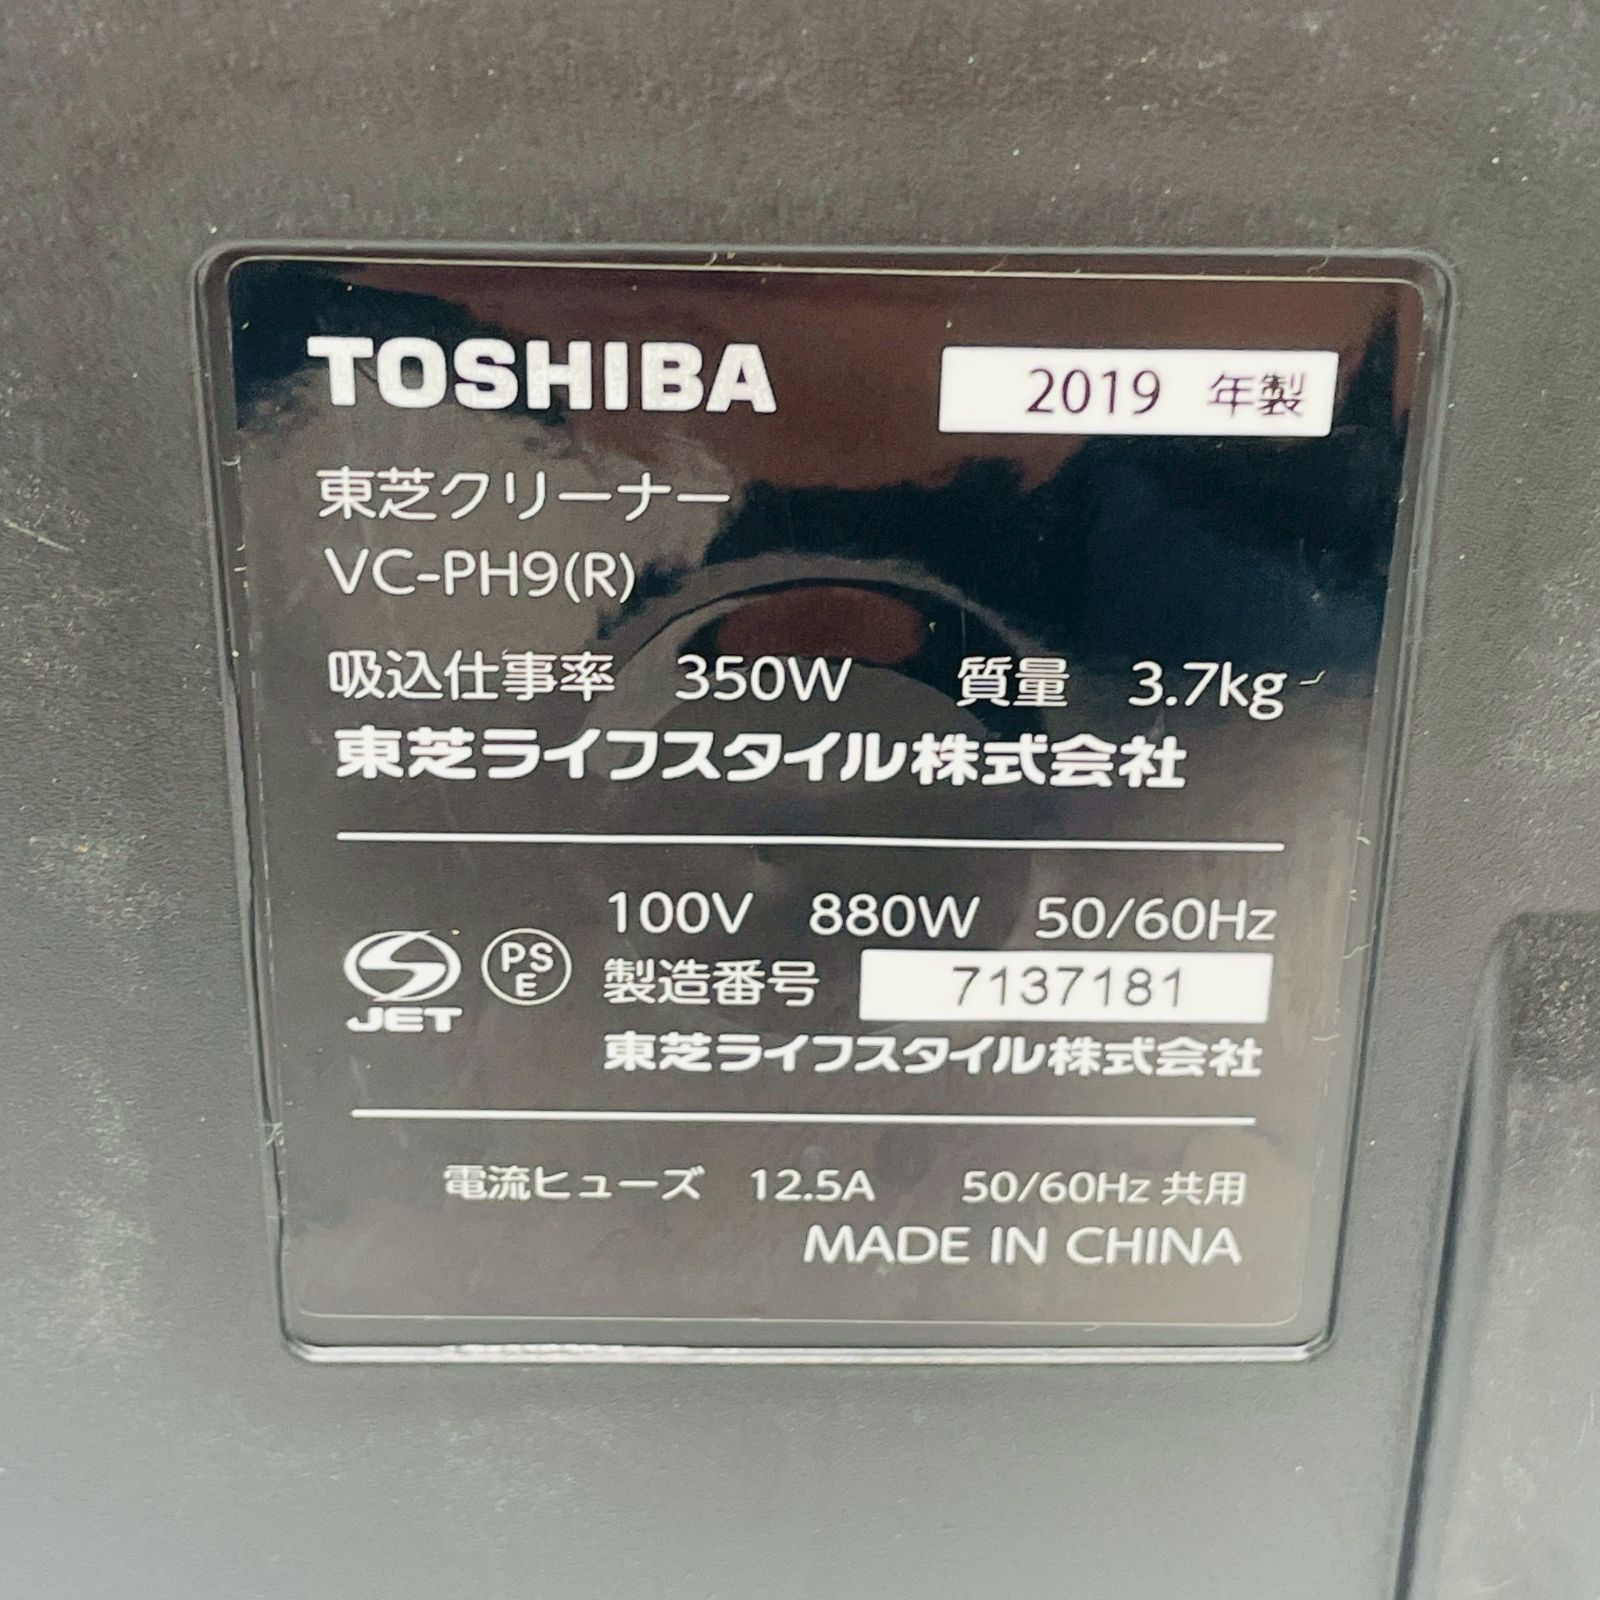 TOSHIBA
2019 年製
東芝クリーナー
VC-PH9(R)
吸込仕事率 350W 質量 3.7kg
東芝ライフスタイル株式会社
100V 880W 50/60Hz
JET
PS
E
製造番号 7137181
東芝ライフスタイル株式会社
電流ヒューズ 12.5A 50/60Hz 共用
MADE IN CHINA